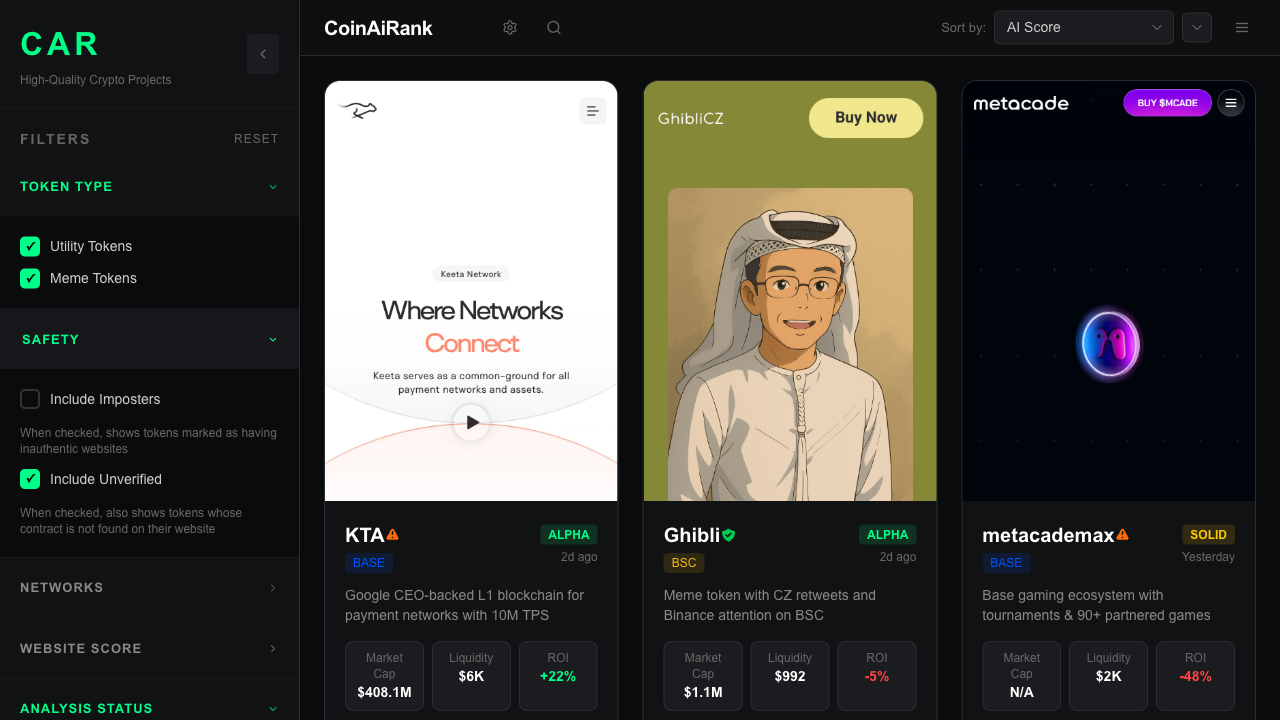 CAR
High-Quality Crypto Projects
FILTERS
RESET
TOKEN TYPE
Utility Tokens
Meme Tokens
SAFETY
Include Imposters
When checked, shows tokens marked as having
inauthentic websites
Include Unverified
When checked, also shows tokens whose
contract is not found on their website
NETWORKS
WEBSITE SCORE
ANALYSIS STATUS
CoinAiRank
Sort by:
AI Score
Keeta Network
Where Networks
Connect
Keeta serves as a common-ground for all
payment networks and assets.
KTA
ALPHA
BASE
2d ago
Google CEO-backed L1 blockchain for
payment networks with 10M TPS
Market
Cap
$408.1M
Liquidity
$6K
ROI
+22%
GhibliCZ
Buy Now
Ghibli
ALPHA
BSC
2d ago
Meme token with CZ retweets and
Binance attention on BSC
Market
Cap
$1.1M
Liquidity
$992
ROI
-5%
metacade
BUY $MCADE
metacademax
SOLID
BASE
Yesterday
Base gaming ecosystem with
tournaments & 90+ partnered games
Market
Cap
N/A
Liquidity
$2K
ROI
-48%